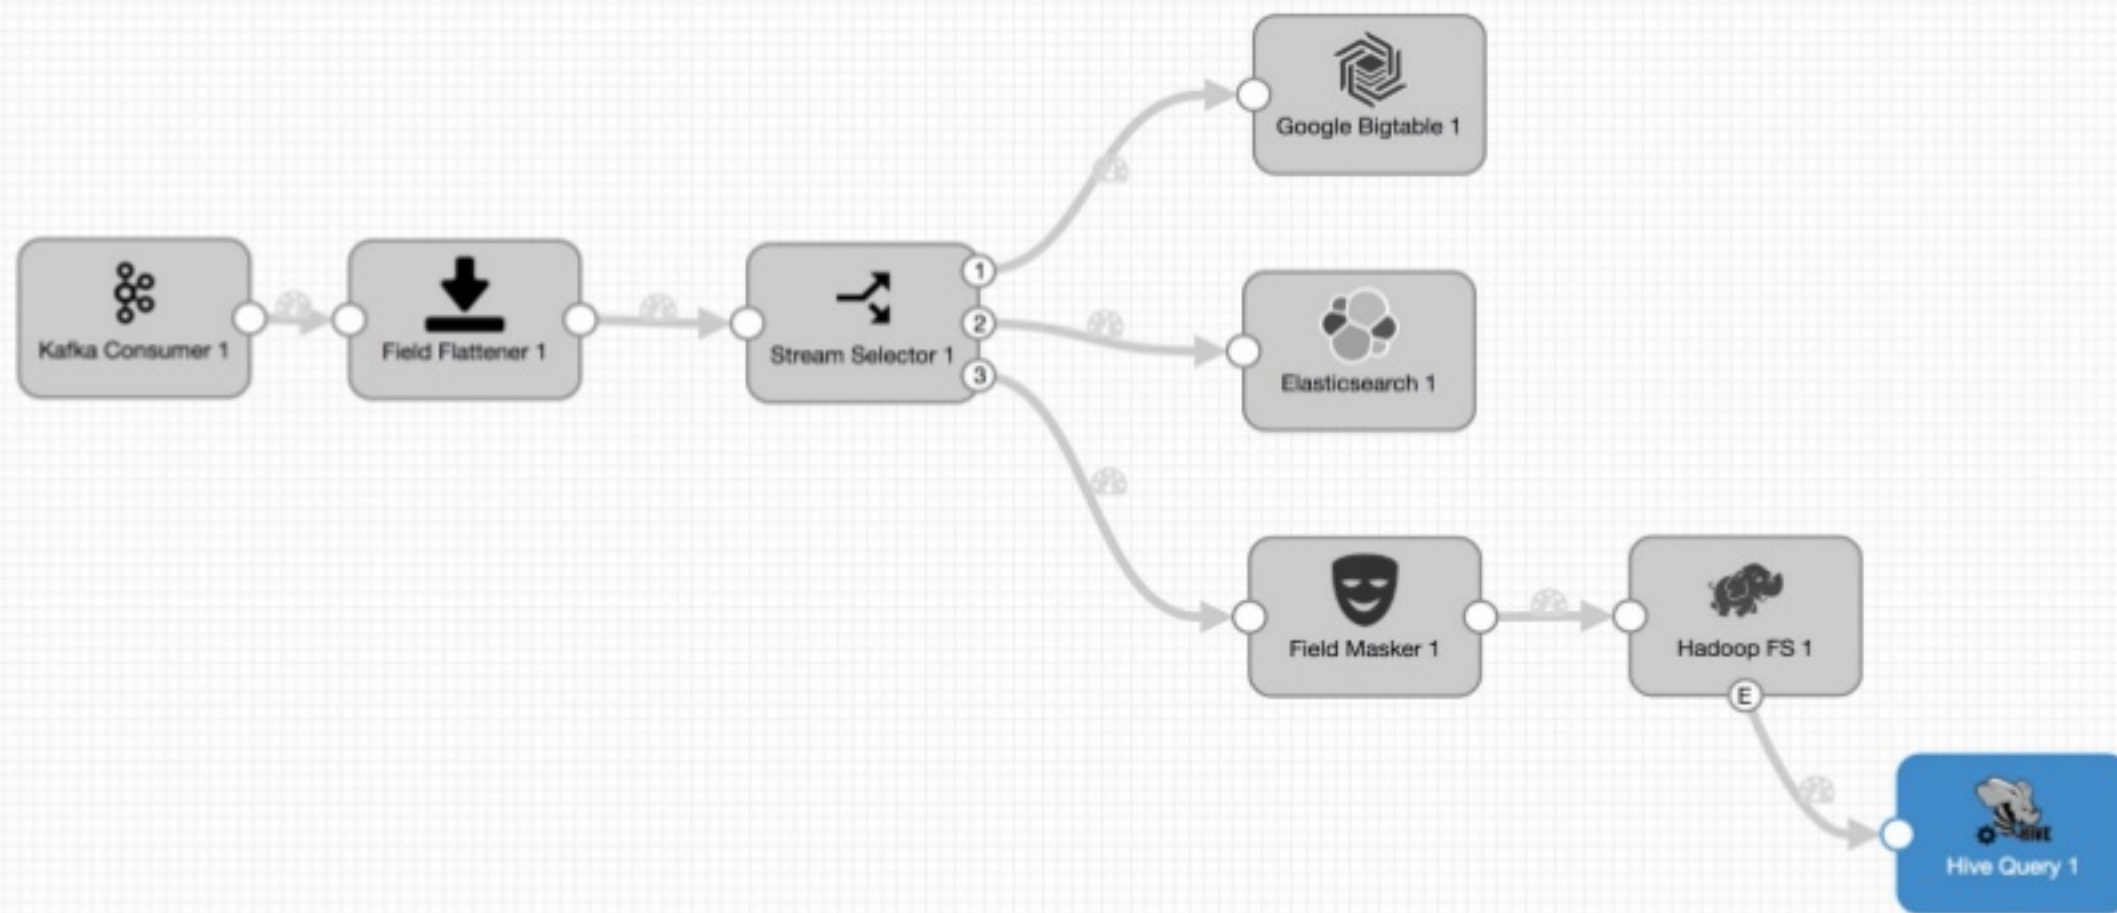 Google Bigtable 1
Kafka Consumer 1
Field Flattener 1
Stream Selector 1
1
2
3
Elasticsearch 1
Field Masker 1
Hadoop FS 1
E
HIVE
Hive Query 1